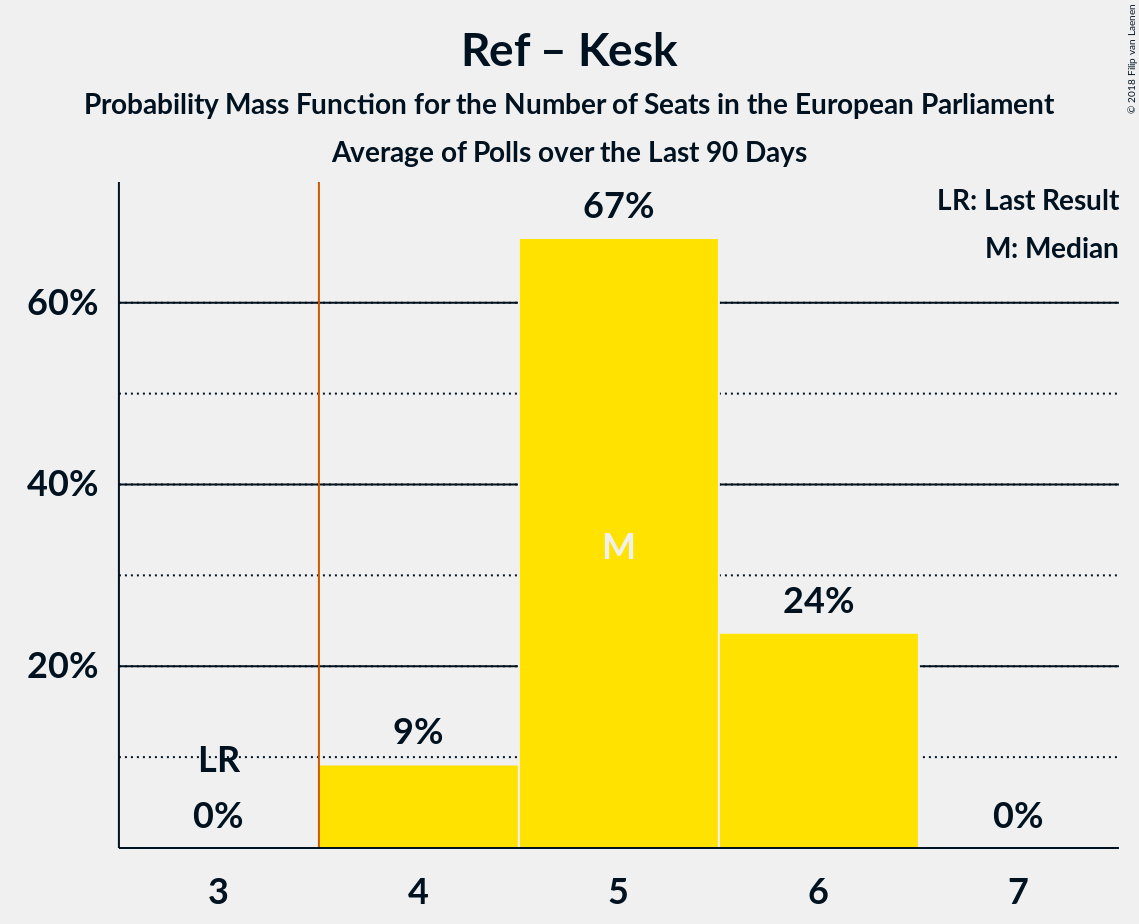 Ref – Kesk
Probability Mass Function for the Number of Seats in the European Parliament
Average of Polls over the Last 90 Days
© 2018 Filip van Laenen
LR: Last Result
M: Median
67%
60%
40%
M
24%
20%
9%
LR
0%
0%
3
4
5
6
7